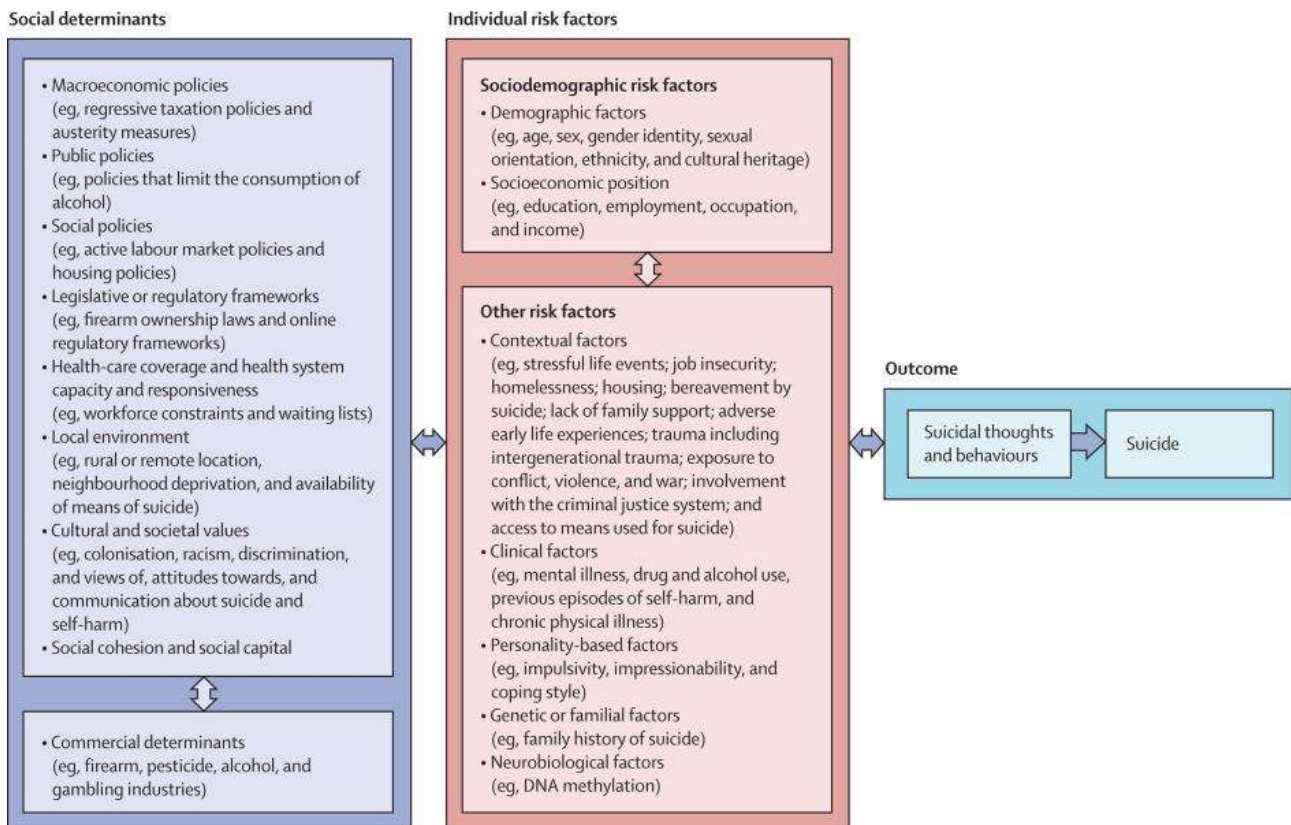 Social determinants
• Macroeconomic policies
(eg, regressive taxation policies and
austerity measures)
• Public policies
(eg, policies that limit the consumption of
alcohol)
• Social policies
(eg, active labour market policies and
housing policies)
• Legislative or regulatory frameworks
(eg, firearm ownership laws and online
regulatory frameworks)
• Health-care coverage and health system
capacity and responsiveness
(eg, workforce constraints and waiting lists)
• Local environment
(eg, rural or remote location,
neighbourhood deprivation, and availability
of means of suicide)
• Cultural and societal values
(eg, colonisation, racism, discrimination,
and views of, attitudes towards, and
communication about suicide and
self-harm)
• Social cohesion and social capital
• Commercial determinants
(eg, firearm, pesticide, alcohol, and
gambling industries)
Individual risk factors
Sociodemographic risk factors
• Demographic factors
(eg, age, sex, gender identity, sexual
orientation, ethnicity, and cultural heritage)
• Socioeconomic position
(eg, education, employment, occupation,
and income)
Other risk factors
• Contextual factors
(eg, stressful life events; job insecurity;
homelessness; housing; bereavement by
suicide; lack of family support; adverse
early life experiences; trauma including
intergenerational trauma; exposure to
conflict, violence, and war; involvement
with the criminal justice system; and
access to means used for suicide)
• Clinical factors
(eg, mental illness, drug and alcohol use,
previous episodes of self-harm, and
chronic physical illness)
• Personality-based factors
(eg, impulsivity, impressionability, and
coping style)
• Genetic or familial factors
(eg, family history of suicide)
• Neurobiological factors
(eg, DNA methylation)
Outcome
Suicidal thoughts
and behaviours
Suicide